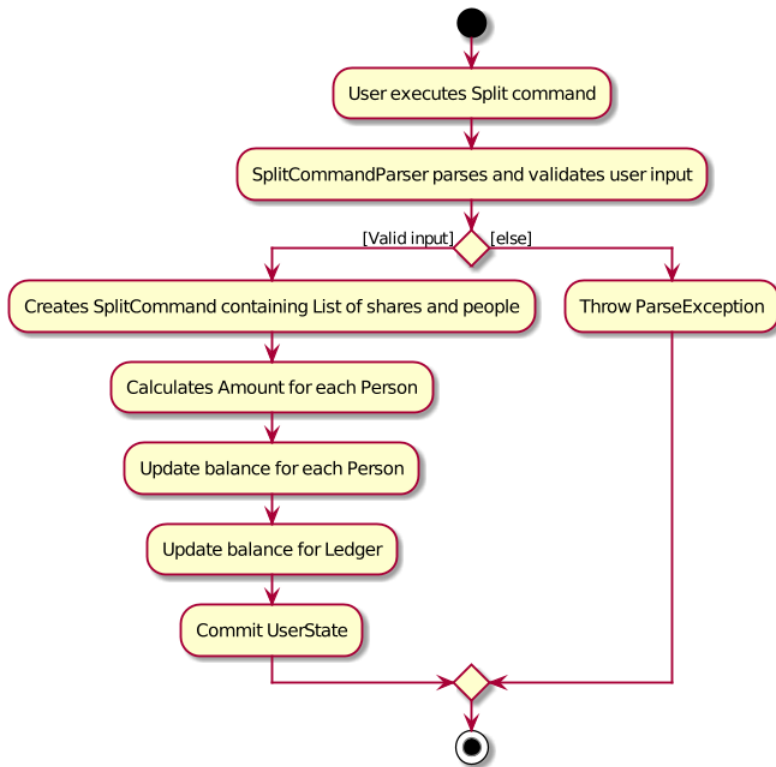 User executes Split command
SplitCommandParser parses and validates user input
[Valid input]
[else]
Creates SplitCommand containing List of shares and people
Throw ParseException
Calculates Amount for each Person
Update balance for each Person
Update balance for Ledger
Commit UserState